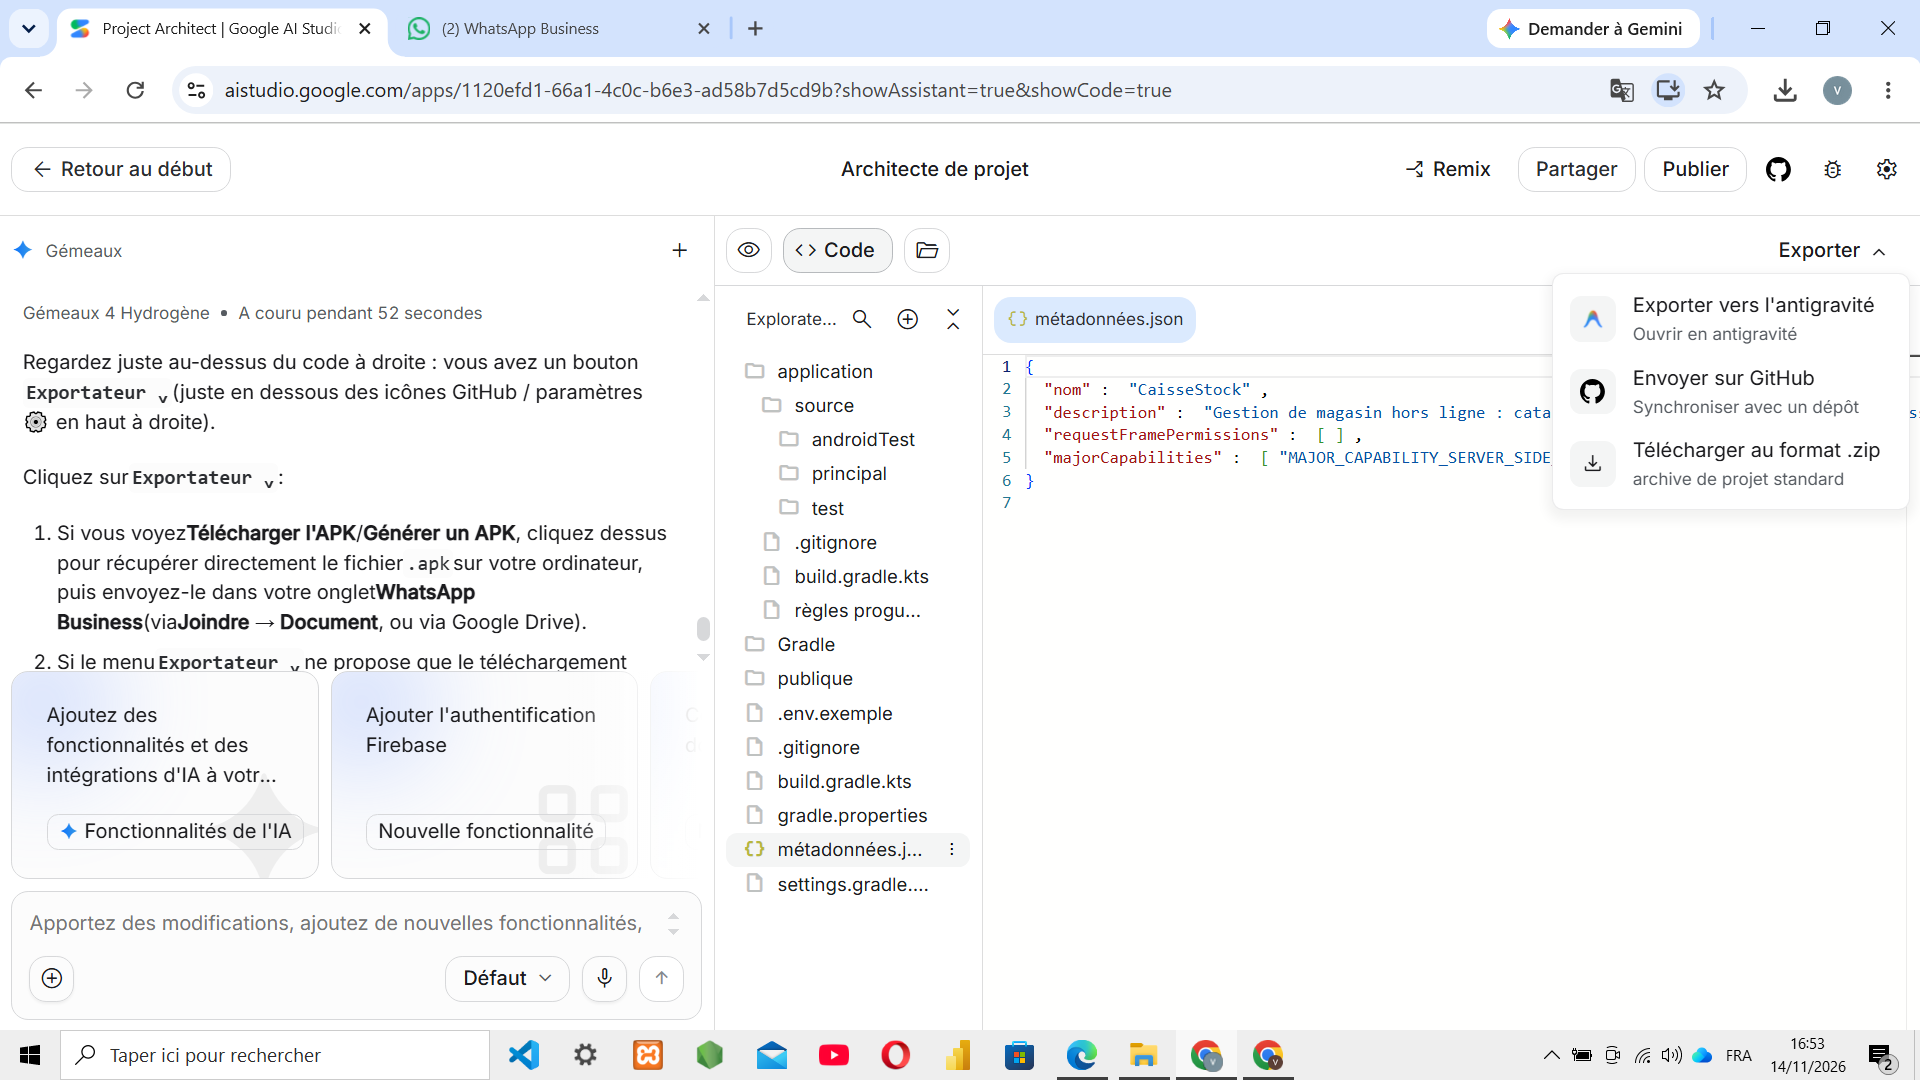 Project Architect | Google AI Studi
(2) WhatsApp Business
Demander à Gemini
aistudio.google.com/apps/1120efd1-66a1-4c0c-b6e3-ad58b7d5cd9b?showAssistant=true&showCode=true
V
Retour au début
Architecte de projet
Remix
Partager
Publier
Gémeaux
Code
Exporter
Gémeaux 4 Hydrogène • A couru pendant 52 secondes
Regardez juste au-dessus du code à droite : vous avez un bouton
Exportateur v (juste en dessous des icônes GitHub / paramètres
en haut à droite).
Cliquez sur Exportateur v :
1. Si vous voyezTélécharger l'APK/Générer un APK, cliquez dessus
pour récupérer directement le fichier .apk sur votre ordinateur,
puis envoyez-le dans votre ongletWhatsApp
Business(viaJoindre → Document, ou via Google Drive).
2. Si le menu Exportateur v ne propose que le téléchargement
Ajoutez des
fonctionnalités et des
intégrations d'IA à votr...
Fonctionnalités de l'IA
Ajouter l'authentification
Firebase
Nouvelle fonctionnalité
Apportez des modifications, ajoutez de nouvelles fonctionnalités,
Défaut
Explorate...
application
source
androidTest
principal
test
.gitignore
build.gradle.kts
règles progu...
Gradle
publique
.env.exemple
.gitignore
build.gradle.kts
gradle.properties
métadonnées.j...
settings.gradle....
métadonnées.json
1 {
2 "nom" : "CaisseStock" ,
3 "description" : "Gestion de magasin hors ligne : cata
4 "requestFramePermissions" : [ ] ,
5 "majorCapabilities" : [ "MAJOR_CAPABILITY_SERVER_SIDE_
6 }
7
Exporter vers l'antigravité
Ouvrir en antigravité
Envoyer sur GitHub
Synchroniser avec un dépôt
Télécharger au format .zip
archive de projet standard
Taper ici pour rechercher
FRA
16:53
14/11/2026
2